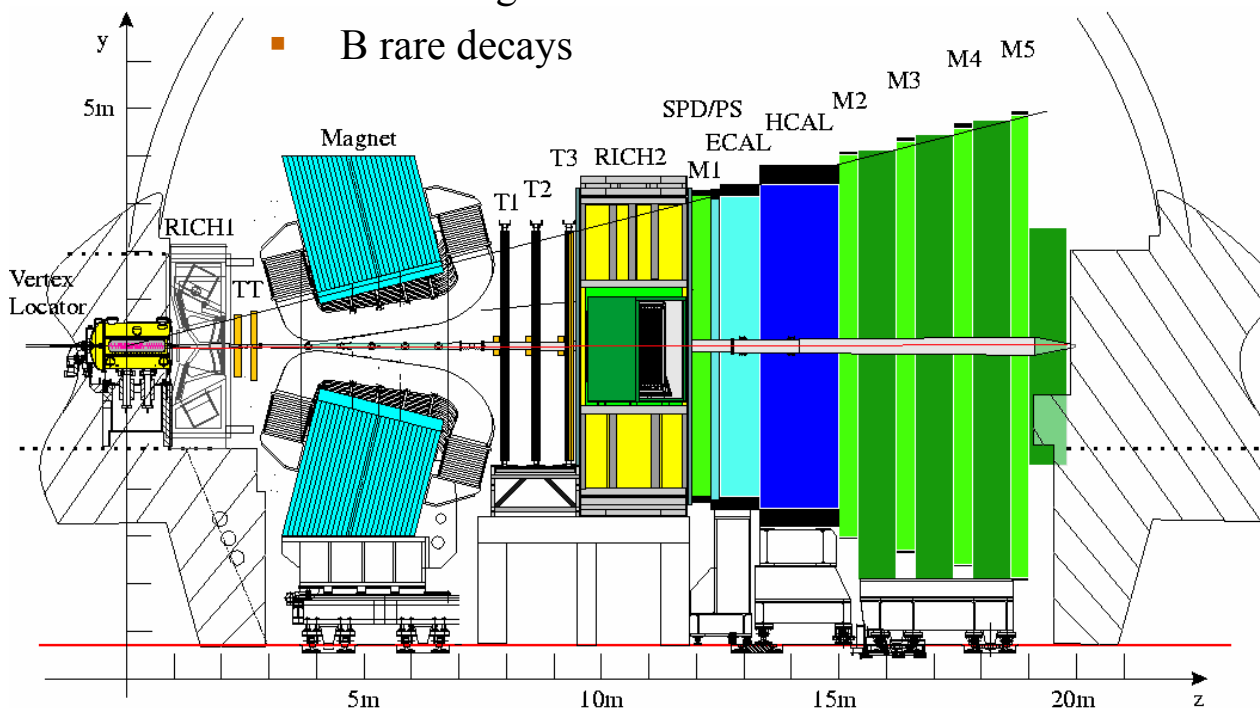 y
▪ B rare decays
5m
M5
M4
M3
M2
SPD/PS
HCAL
ECAL
Magnet
T3
RICH2
M1
T2
T1
RICH1
TT
Vertex
Locator
5m
10m
15m
20m
z